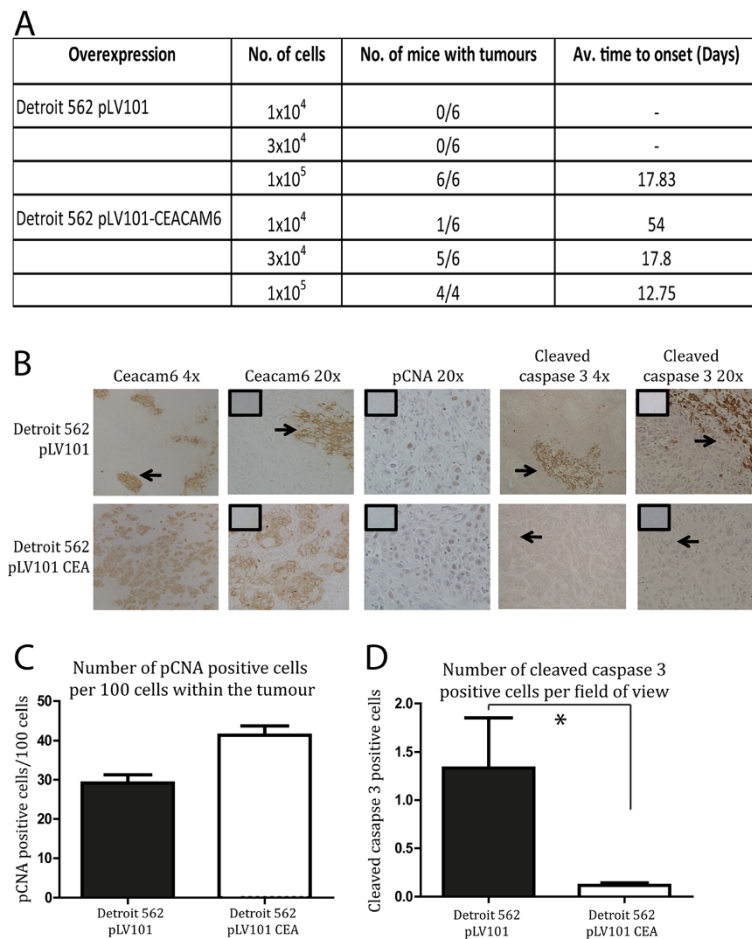 A
Overexpression No. of cells No. of mice with tumours Av. time to onset (Days)
Detroit 562 pLV101 1x10⁴ 0/6 -
3x10⁴ 0/6 -
1x10⁵ 6/6 17.83
Detroit 562 pLV101-CEACAM6 1x10⁴ 1/6 54
3x10⁴ 5/6 17.8
1x10⁵ 4/4 12.75
B
Ceacam6 4x
Ceacam6 20x
pCNA 20x
Cleaved
caspase 3 4x
Cleaved
caspase 3 20x
Detroit 562
pLV101
Detroit 562
pLV101 CEA
C
Number of pCNA positive cells
per 100 cells within the tumour
pCNA positive cells/100 cells
50
40
30
20
10
0
Detroit 562
pLV101
Detroit 562
pLV101 CEA
D
Number of cleaved caspase 3
positive cells per field of view
Cleaved casapse 3 positive cells
2.0
1.5
1.0
0.5
0.0
*
Detroit 562
pLV101
Detroit 562
pLV101 CEA